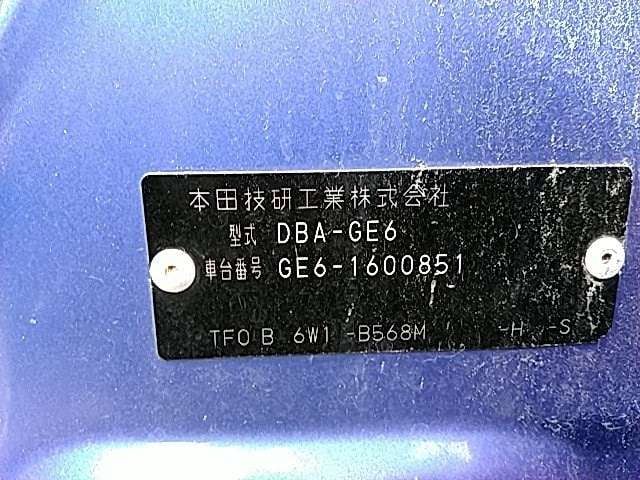 本田技研工業株式会社
型式 DBA-GE6
車台番号 GE6-1600851
TFO B 6W1 -B568M -H -S